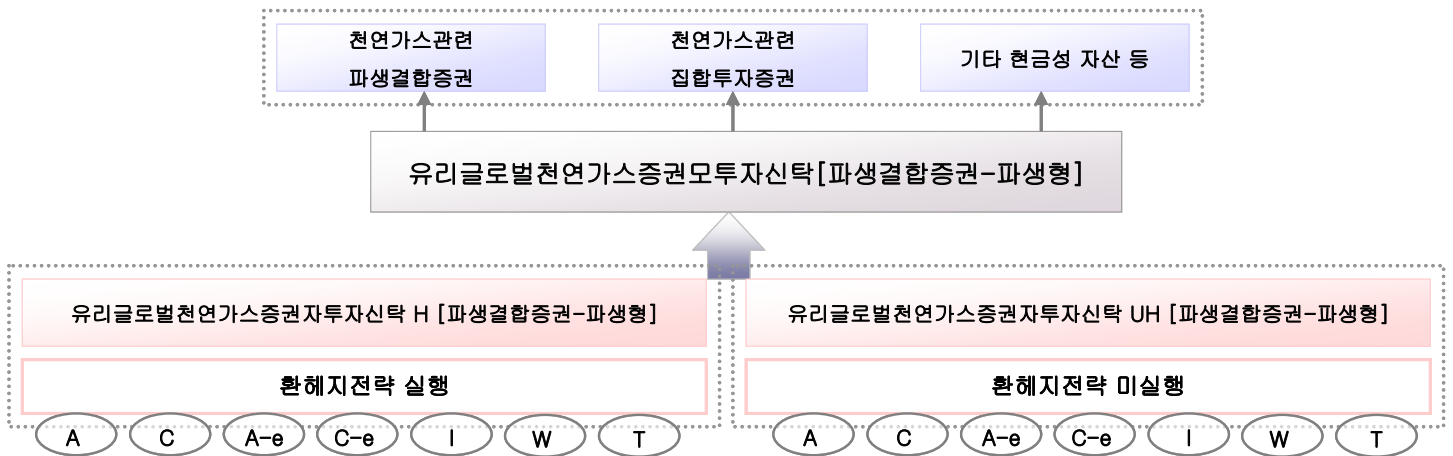 천연가스관련
파생결합증권
천연가스관련
집합투자증권
기타 현금성 자산 등
유리글로벌천연가스증권모투자신탁[파생결합증권-파생형]
유리글로벌천연가스증권자투자신탁 H [파생결합증권-파생형]
환헤지전략 실행
A C A-e C-e I W T
유리글로벌천연가스증권자투자신탁 UH [파생결합증권-파생형]
환헤지전략 미실행
A C A-e C-e I W T